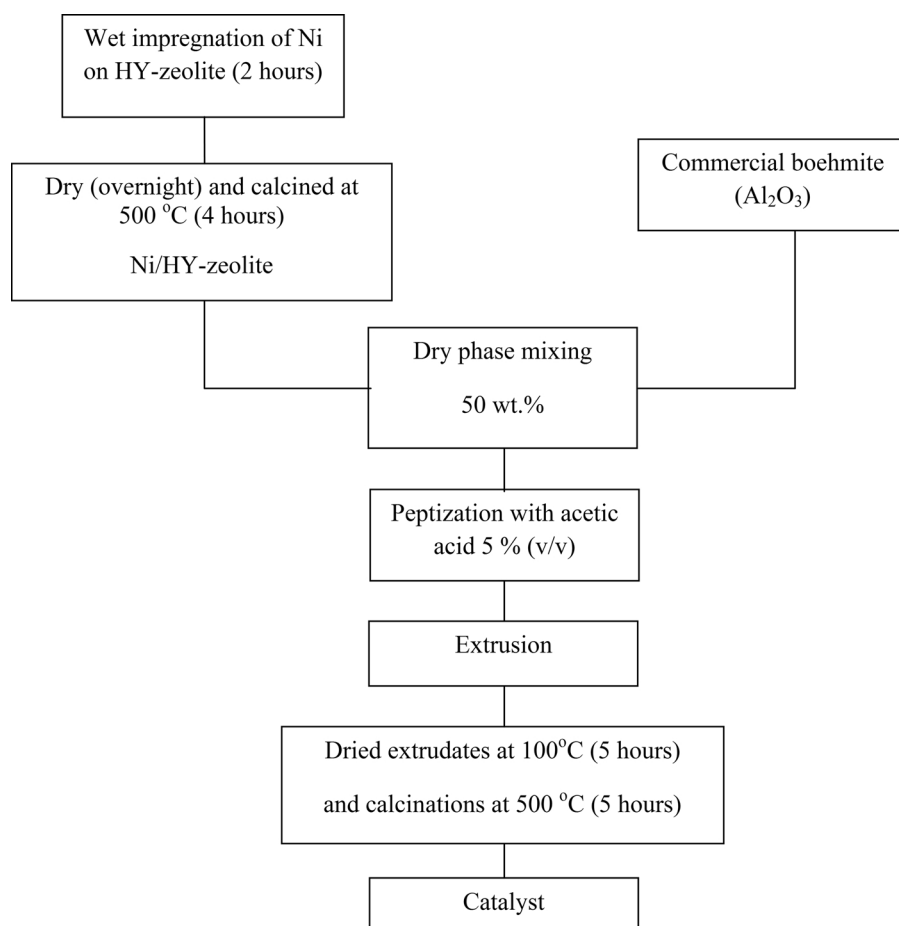 Wet impregnation of Ni
on HY-zeolite (2 hours)
Dry (overnight) and calcined at
500 °C (4 hours)
Ni/HY-zeolite
Commercial boehmite
(Al₂O₃)
Dry phase mixing
50 wt.%
Peptization with acetic
acid 5 % (v/v)
Extrusion
Dried extrudates at 100°C (5 hours)
and calcinations at 500 °C (5 hours)
Catalyst